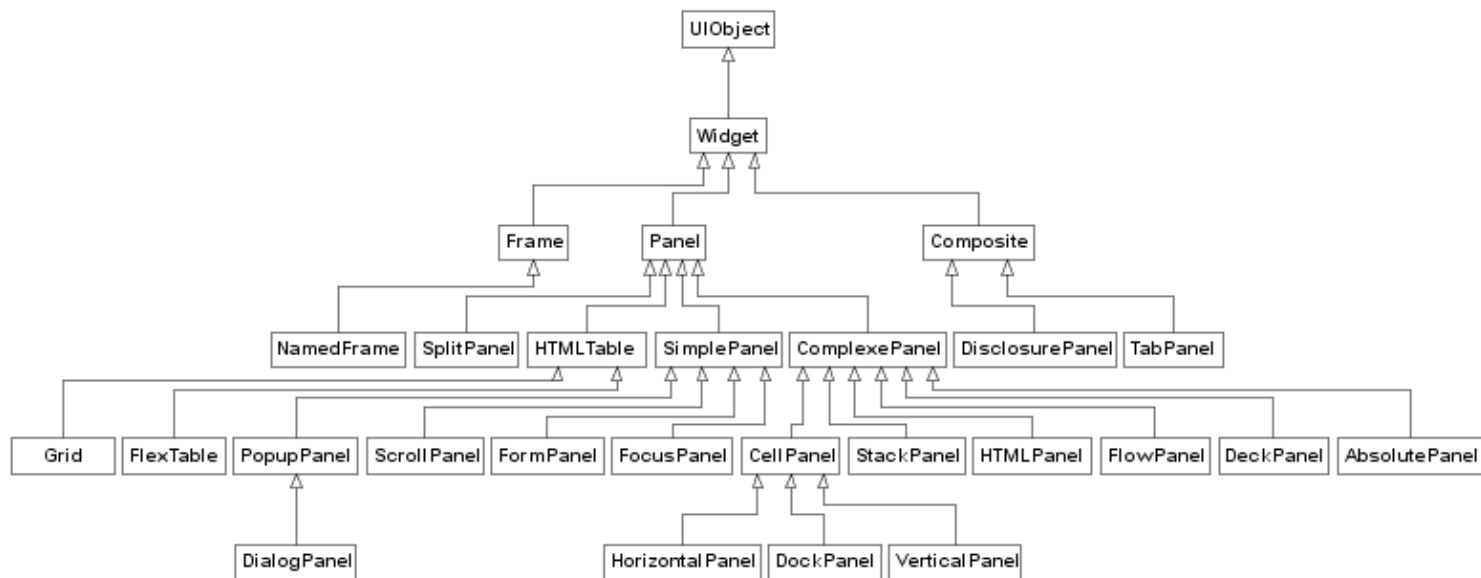 UIObject
Widget
Frame Panel Composite
NamedFrame SplitPanel HTMLTable SimplePanel ComplexePanel DisclosurePanel TabPanel
Grid FlexTable PopupPanel ScrollPanel FormPanel FocusPanel CellPanel StackPanel HTMLPanel FlowPanel DeckPanel AbsolutePanel
DialogPanel HorizontalPanel DockPanel VerticalPanel